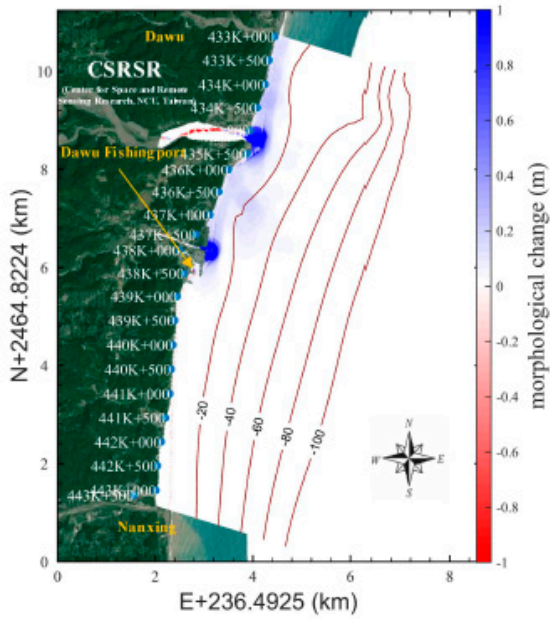 Dawu
CSRSR
(Center for Space and Remote
Sensing Research, NCU, Taiwan)
Dawu Fishingport
Nanxing
433K+000
433K+500
434K+000
434K+500
435K+500
436K+000
436K+500
437K+000
437K+500
438K+000
438K+500
439K+000
439K+500
440K+000
440K+500
441K+000
441K+500
442K+000
442K+500
443K+000
443K+500
-20
-40
-60
-80
-100
N
W E
S
10
8
6
4
2
0
N+2464.8224 (km)
0 2 4 6 8
E+236.4925 (km)
1
0.8
0.6
0.4
0.2
0
-0.2
-0.4
-0.6
-0.8
-1
morphological change (m)